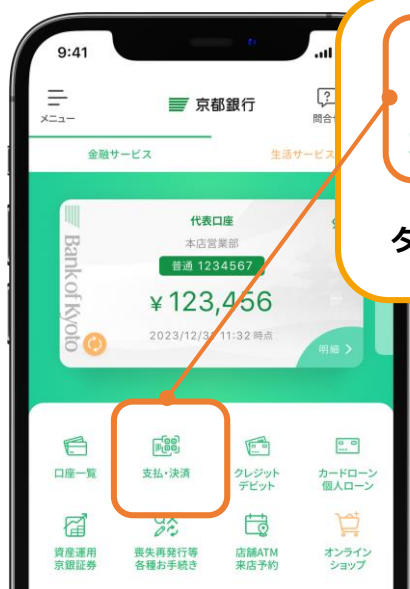 9:41
メニュー
京都銀行
問合せ
金融サービス
生活サービス
Bank of Kyoto
代表口座
本店営業部
普通 1234567
¥123,456
2023/12/31 11:32 時点
明細 >
口座一覧
支払・決済
クレジット
デビット
カードローン
個人ローン
資産運用
京銀証券
喪失再発行等
各種お手続き
店舗ATM
来店予約
オンライン
ショップ
タ